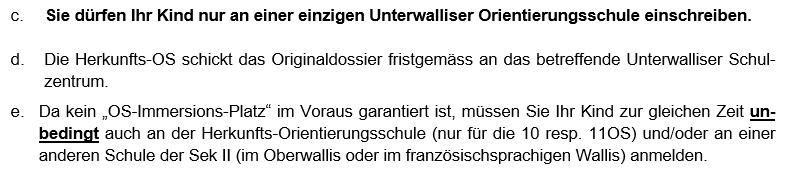 c. Sie dürfen Ihr Kind nur an einer einzigen Unterwalliser Orientierungsschule einschreiben.
d. Die Herkunfts-OS schickt das Originaldossier fristgemäss an das betreffende Unterwalliser Schul-
zentrum.
e. Da kein „OS-Immersions-Platz“ im Voraus garantiert ist, müssen Sie Ihr Kind zur gleichen Zeit un-
bedingt auch an der Herkunfts-Orientierungsschule (nur für die 10 resp. 11OS) und/oder an einer
anderen Schule der Sek II (im Oberwallis oder im französischsprachigen Wallis) anmelden.